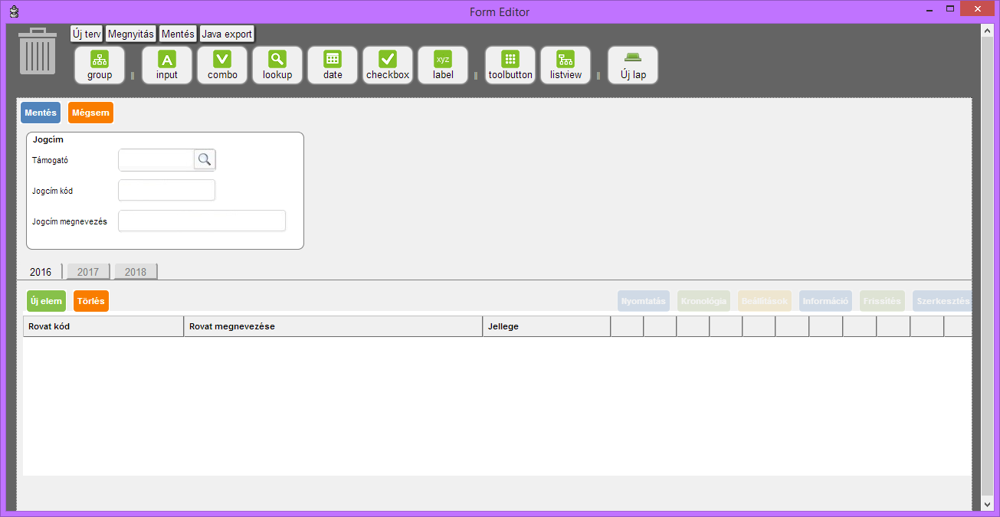 Form Editor
Új terv Megnyitás Mentés Java export
group input combo lookup date checkbox label toolbutton listview Új lap
A xyz
Mentés Mégsem
Jogcím
Támogató
Jogcím kód
Jogcím megnevezés
2016 2017 2018
Új elem Törlés Nyomtatás Kronológia Beállítások Információ Frissítés Szerkesztés
Rovat kód Rovat megnevezése Jellege